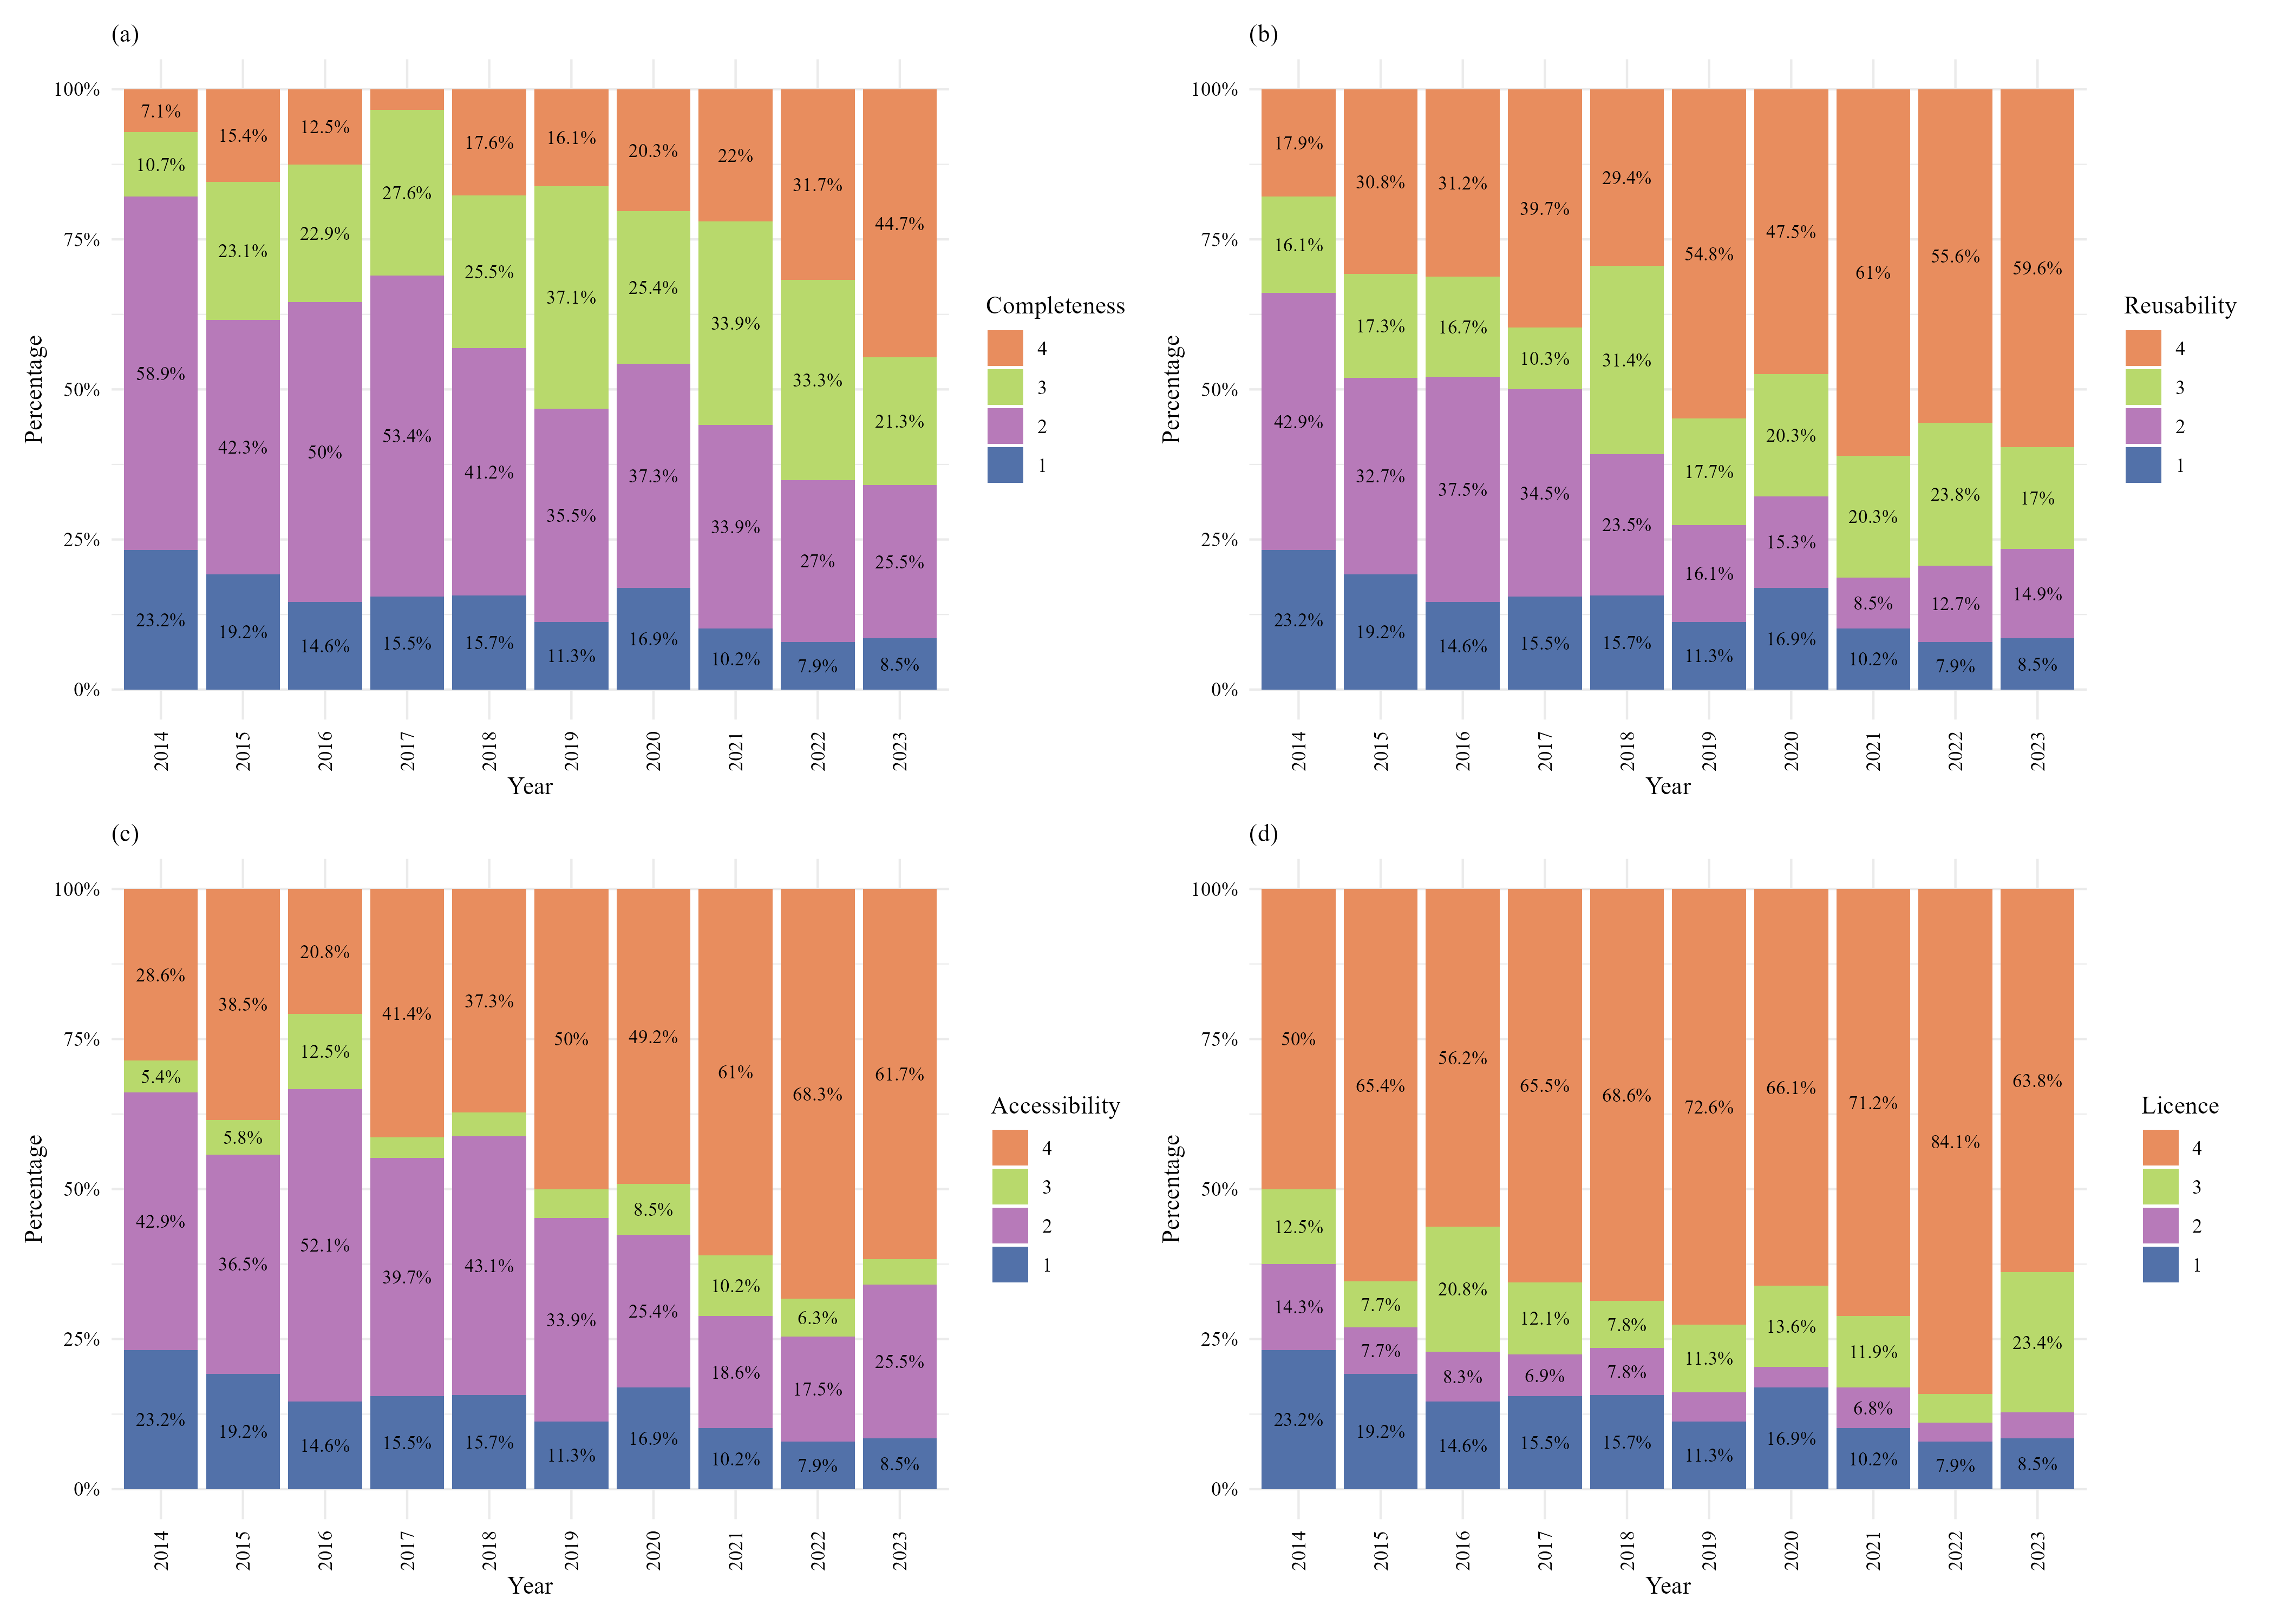 (a)
100%
75%
50%
25%
0%
Percentage
7.1% 10.7% 58.9% 23.2%
15.4% 23.1% 42.3% 19.2%
12.5% 22.9% 50% 14.6%
27.6% 53.4% 15.5%
17.6% 25.5% 41.2% 15.7%
16.1% 37.1% 35.5% 11.3%
20.3% 25.4% 37.3% 16.9%
22% 33.9% 33.9% 10.2%
31.7% 33.3% 27% 7.9%
44.7% 21.3% 25.5% 8.5%
2014 2015 2016 2017 2018 2019 2020 2021 2022 2023
Year
Completeness
4
3
2
1
(b)
100%
75%
50%
25%
0%
Percentage
17.9% 16.1% 42.9% 23.2%
30.8% 17.3% 32.7% 19.2%
31.2% 16.7% 37.5% 14.6%
39.7% 10.3% 34.5% 15.5%
29.4% 31.4% 23.5% 15.7%
54.8% 17.7% 16.1% 11.3%
47.5% 20.3% 15.3% 16.9%
61% 20.3% 8.5% 10.2%
55.6% 23.8% 12.7% 7.9%
59.6% 17% 14.9% 8.5%
2014 2015 2016 2017 2018 2019 2020 2021 2022 2023
Year
Reusability
4
3
2
1
(c)
100%
75%
50%
25%
0%
Percentage
28.6% 5.4% 42.9% 23.2%
38.5% 5.8% 36.5% 19.2%
20.8% 12.5% 52.1% 14.6%
41.4% 39.7% 15.5%
37.3% 43.1% 15.7%
50% 33.9% 11.3%
49.2% 8.5% 25.4% 16.9%
61% 10.2% 18.6% 10.2%
68.3% 6.3% 17.5% 7.9%
61.7% 25.5% 8.5%
2014 2015 2016 2017 2018 2019 2020 2021 2022 2023
Year
Accessibility
4
3
2
1
(d)
100%
75%
50%
25%
0%
Percentage
50% 12.5% 14.3% 23.2%
65.4% 7.7% 7.7% 19.2%
56.2% 20.8% 8.3% 14.6%
65.5% 12.1% 6.9% 15.5%
68.6% 7.8% 7.8% 15.7%
72.6% 11.3% 11.3%
66.1% 13.6% 16.9%
71.2% 11.9% 6.8% 10.2%
84.1% 7.9%
63.8% 23.4% 8.5%
2014 2015 2016 2017 2018 2019 2020 2021 2022 2023
Year
Licence
4
3
2
1